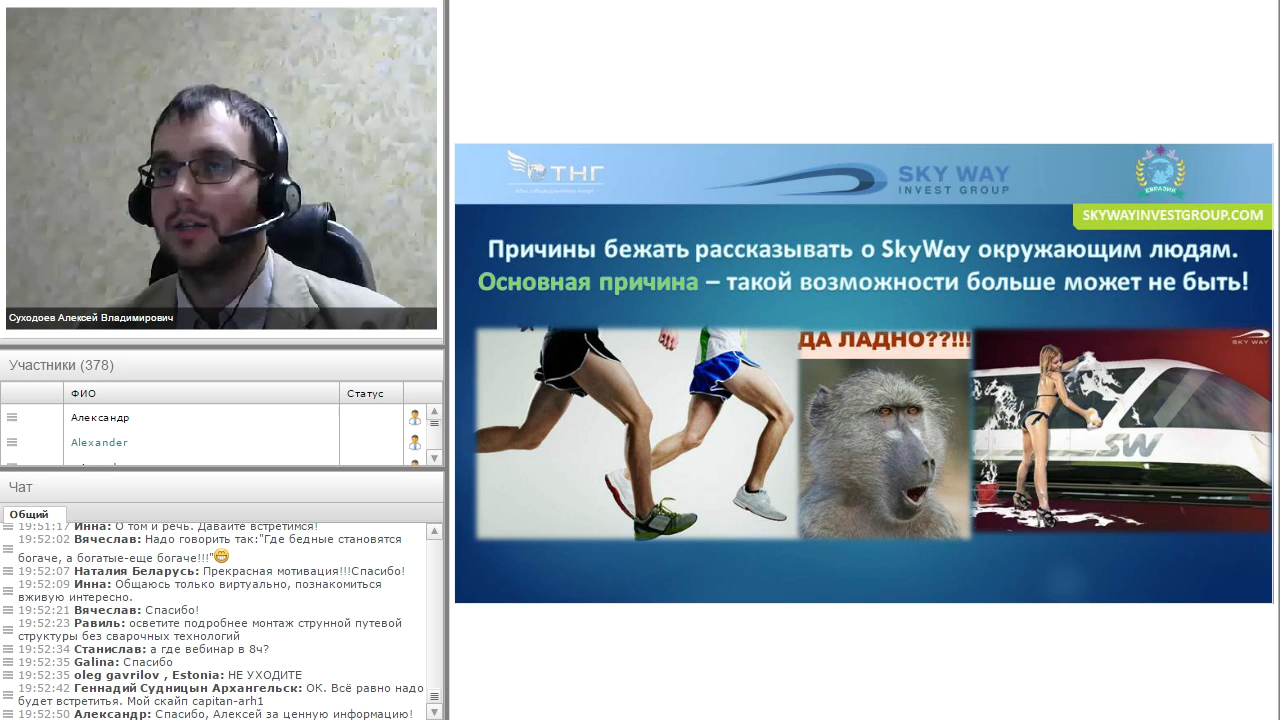 Суходоев Алексей Владимирович
Участники (378)
ФИО
Статус
Александр
Alexander
Чат
Общий
19:51:17 Инна: О том и речь. Давайте встретимся!
19:52:02 Вячеслав: Надо говорить так:"Где бедные становятся
богаче, а богатые-еще богаче!!!"
19:52:07 Наталия Беларусь: Прекрасная мотивация!!!Спасибо!
19:52:09 Инна: Общаюсь только виртуально, познакомиться
вживую интересно.
19:52:21 Вячеслав: Спасибо!
19:52:23 Равиль: осветите подробнее монтаж струнной путевой
структуры без сварочных технологий
19:52:34 Станислав: а где вебинар в 8ч?
19:52:35 Galina: Спасибо
19:52:35 oleg gavrilov , Estonia: НЕ УХОДИТЕ
19:52:42 Геннадий Судницын Архангельск: ОК. Всё равно надо
будет встретитья. Мой скайп capitan-arh1
19:52:50 Александр: Спасибо, Алексей за ценную информацию!
ТНГ
SKY WAY
INVEST GROUP
ЕВРАЗИЯ
SKYWAYINVESTGROUP.COM
Причины бежать рассказывать о SkyWay окружающим людям.
Основная причина – такой возможности больше может не быть!
ДА ЛАДНО??!!!
SKY WAY
SW